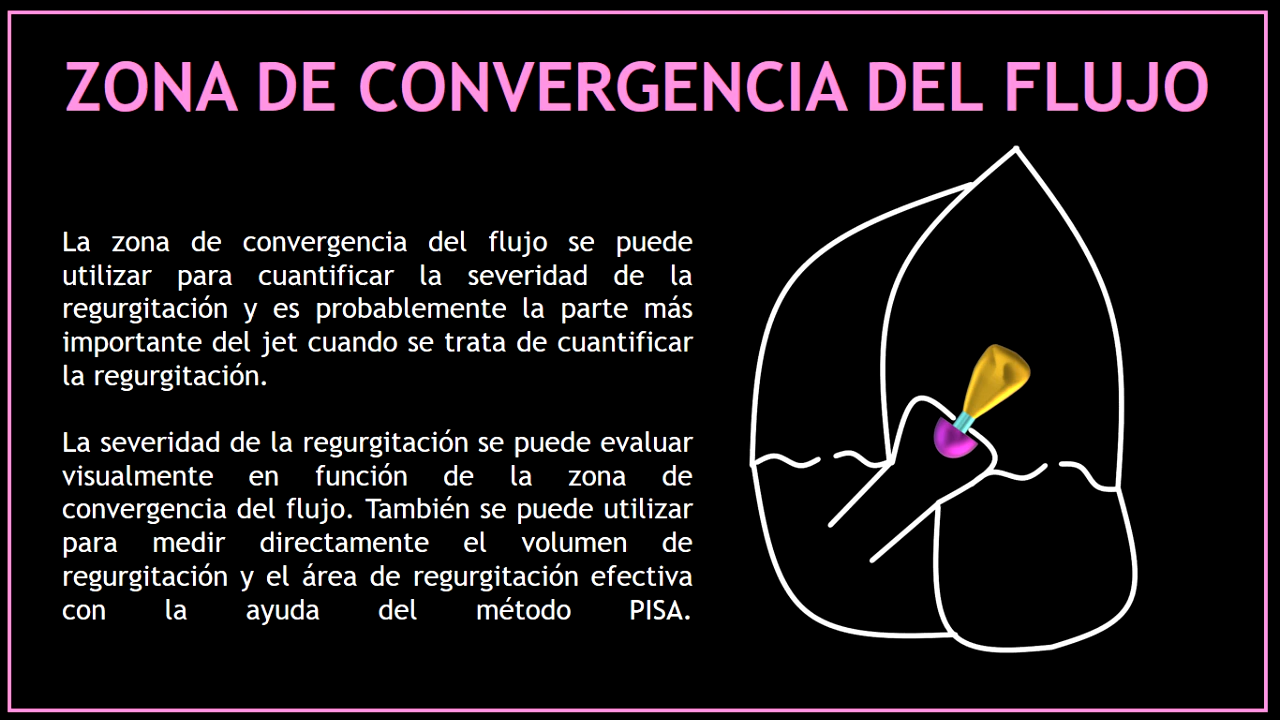 ZONA DE CONVERGENCIA DEL FLUJO
La zona de convergencia del flujo se puede
utilizar para cuantificar la severidad de la
regurgitación y es probablemente la parte más
importante del jet cuando se trata de cuantificar
la regurgitación.
La severidad de la regurgitación se puede evaluar
visualmente en función de la zona de
convergencia del flujo. También se puede utilizar
para medir directamente el volumen de
regurgitación y el área de regurgitación efectiva
con la ayuda del método PISA.